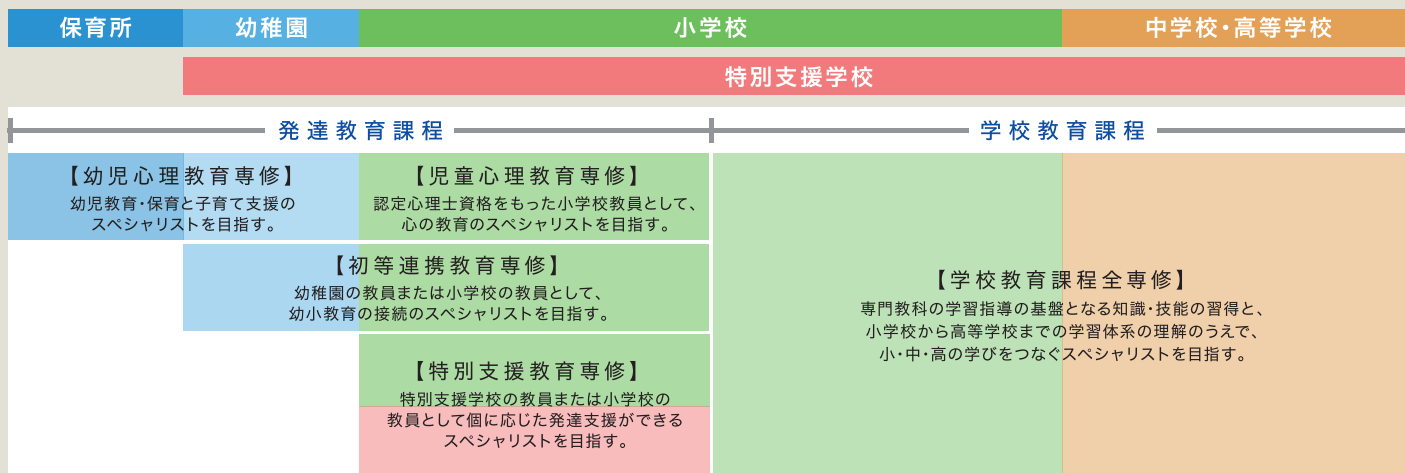 保育所
幼稚園
小学校
中学校・高等学校
特別支援学校
発達教育課程
学校教育課程
【幼児心理教育専修】
幼児教育・保育と子育て支援の
スペシャリストを目指す。
【児童心理教育専修】
認定心理士資格をもった小学校教員として、
心の教育のスペシャリストを目指す。
【初等連携教育専修】
幼稚園の教員または小学校の教員として、
幼小教育の接続のスペシャリストを目指す。
【特別支援教育専修】
特別支援学校の教員または小学校の
教員として個に応じた発達支援ができる
スペシャリストを目指す。
【学校教育課程全専修】
専門教科の学習指導の基盤となる知識・技能の習得と、
小学校から高等学校までの学習体系の理解のうえで、
小・中・高の学びをつなぐスペシャリストを目指す。